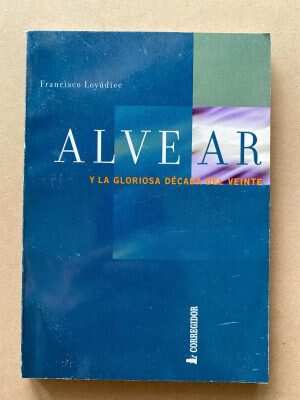 Francisco Loyúdice
ALVEAR
Y LA GLORIOSA DÉCADA DEL VEINTE
CORREGIDOR